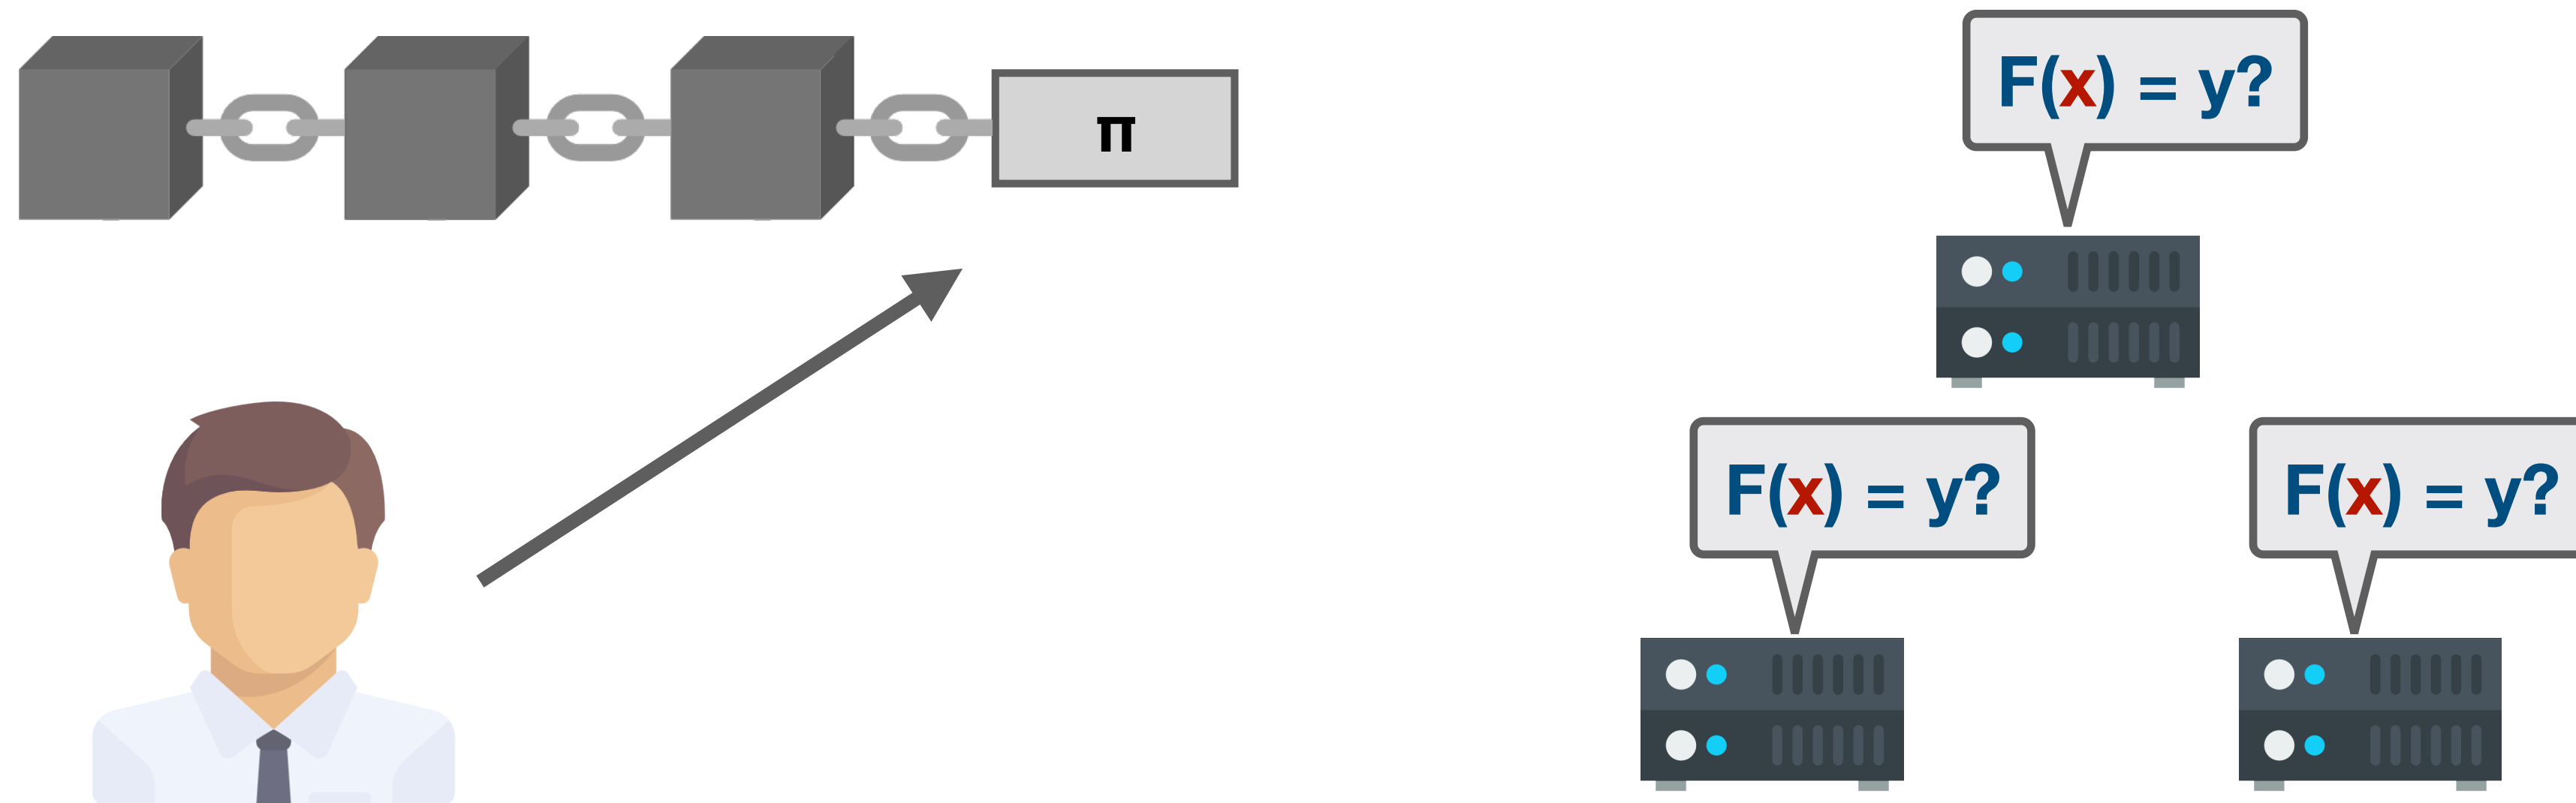 π
F(x) = y?
F(x) = y?
F(x) = y?